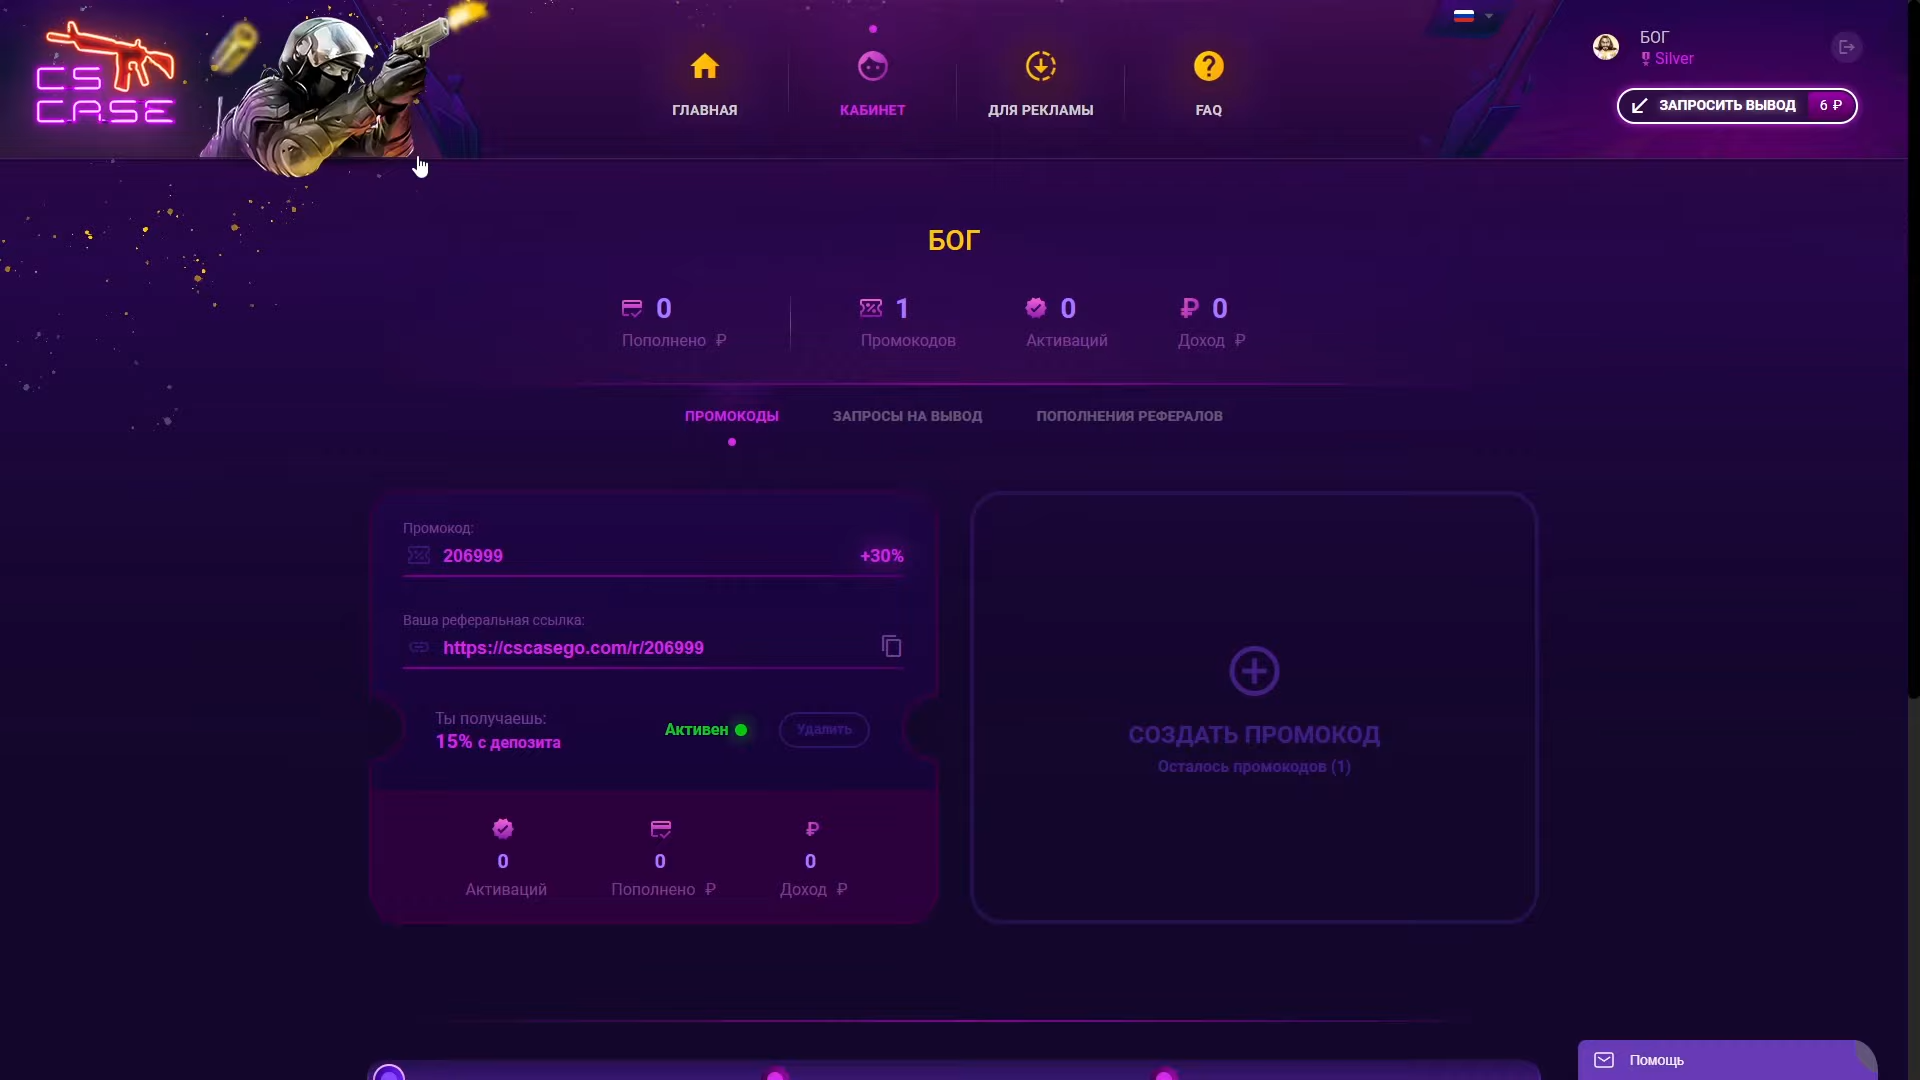 CS
CASE
ГЛАВНАЯ
КАБИНЕТ
ДЛЯ РЕКЛАМЫ
FAQ
БОГ
Silver
ЗАПРОСИТЬ ВЫВОД 6 ₽
БОГ
0
Пополнено ₽
1
Промокодов
0
Активаций
0
Доход ₽
ПРОМОКОДЫ
ЗАПРОСЫ НА ВЫВОД
ПОПОЛНЕНИЯ РЕФЕРАЛОВ
Промокод:
206999 +30%
Ваша реферальная ссылка:
https://cscasego.com/r/206999
Ты получаешь:
15% с депозита
Активен
Удалить
0
Активаций
0
Пополнено ₽
0
Доход ₽
СОЗДАТЬ ПРОМОКОД
Осталось промокодов (1)
Помощь